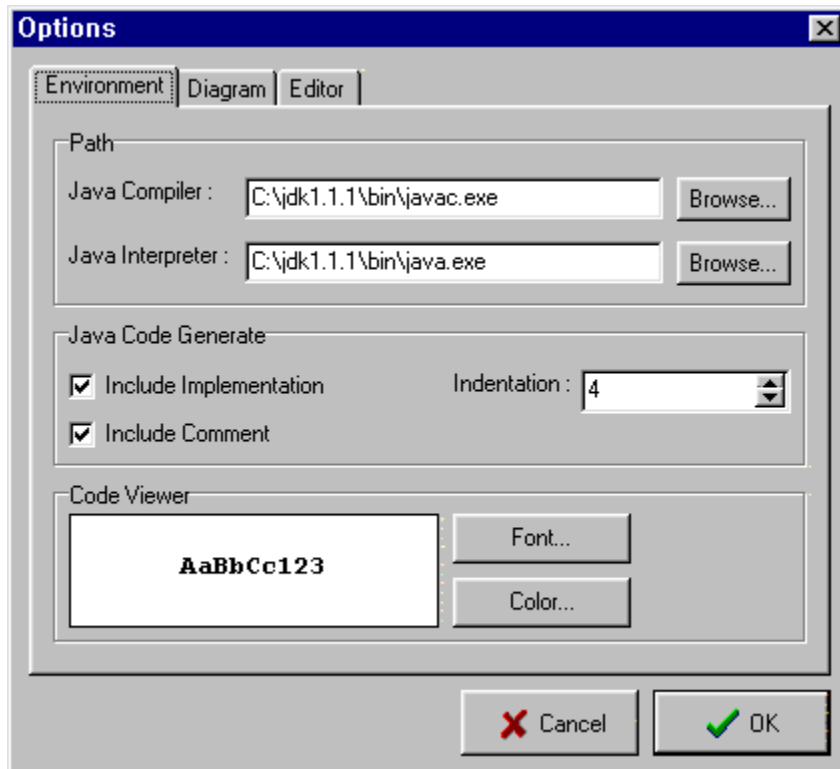 Options
Environment Diagram Editor
Path
Java Compiler : C:\jdk1.1.1\bin\javac.exe Browse...
Java Interpreter : C:\jdk1.1.1\bin\java.exe Browse...
Java Code Generate
Include Implementation Indentation : 4
Include Comment
Code Viewer
AaBbCc123 Font...
Color...
Cancel OK